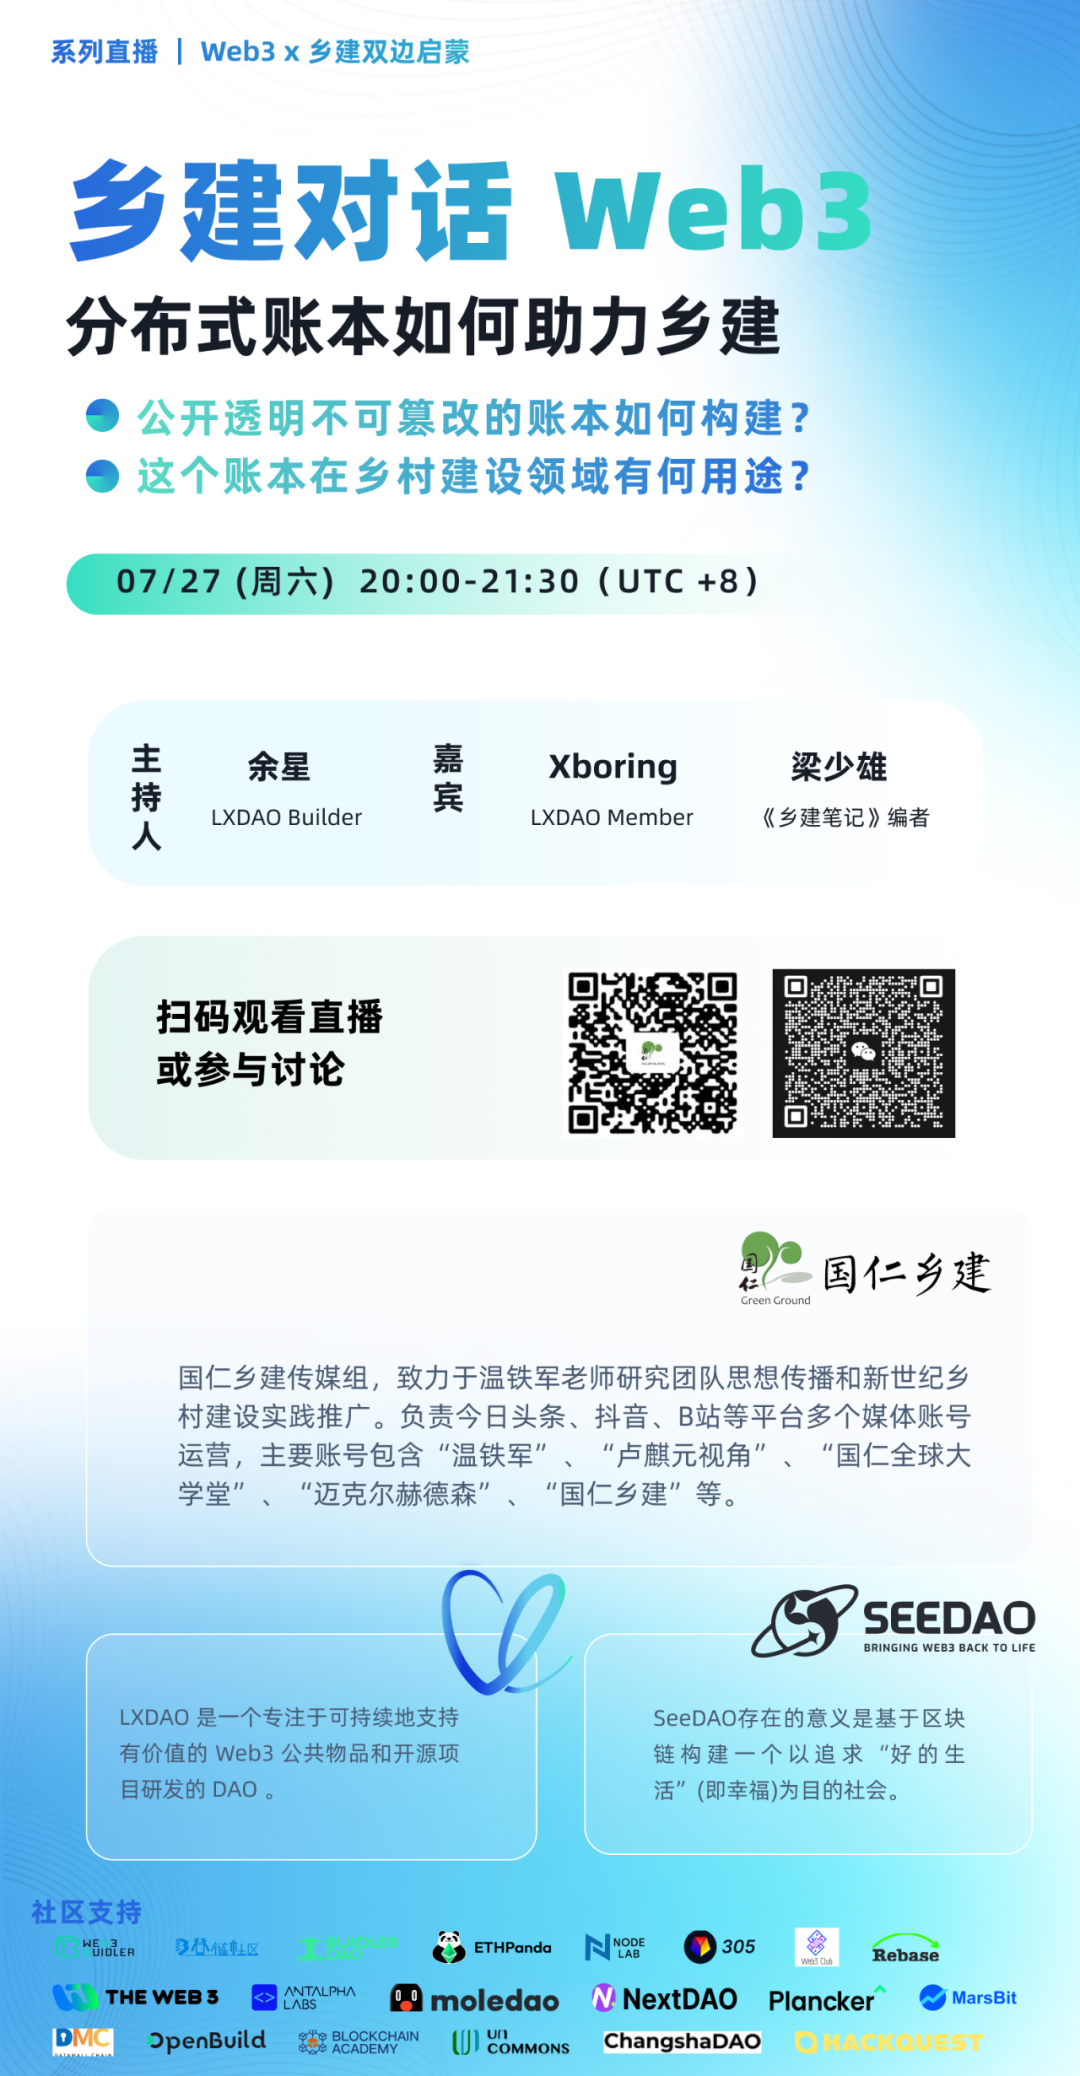 系列直播 | Web3 x 乡建双边启蒙
乡建对话 Web3
分布式账本如何助力乡建
公开透明不可篡改的账本如何构建？
这个账本在乡村建设领域有何用途？
07/27 (周六) 20:00-21:30（UTC +8）
主持人
余星
LXDAO Builder
嘉宾
Xboring
LXDAO Member
梁少雄
《乡建笔记》编者
扫码观看直播
或参与讨论
国仁
Green Ground
国仁乡建
国仁乡建传媒组，致力于温铁军老师研究团队思想传播和新世纪乡
村建设实践推广。负责今日头条、抖音、B站等平台多个媒体账号
运营，主要账号包含“温铁军”、“卢麒元视角”、“国仁全球大
学堂”、“迈克尔赫德森”、“国仁乡建”等。
SEEDAO
BRINGING WEB3 BACK TO LIFE
LXDAO 是一个专注于可持续地支持
有价值的 Web3 公共物品和开源项
目研发的 DAO 。
SeeDAO存在的意义是基于区块
链构建一个以追求“好的生
活”(即幸福)为目的社会。
社区支持
WEB3
BUIDLER
BUIDLER
DAO
ETHPanda
NODE
LAB
305
Web3 Club
Rebase
THE WEB 3
ANTALPHA
LABS
moledao
NextDAO
Plancker
MarsBit
DMC
DATAMALL CHAIN
OpenBuild
BLOCKCHAIN
ACADEMY
UN
COMMONS
ChangshaDAO
HACKQUEST